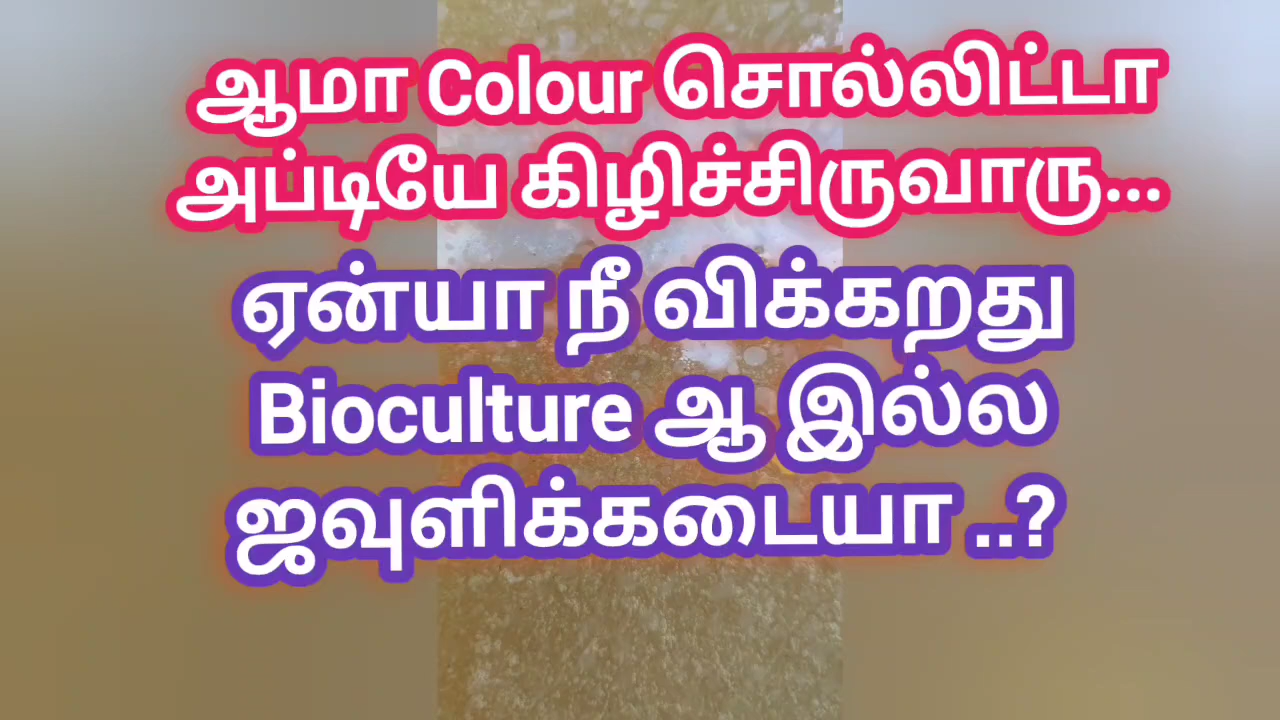 ஆமா Colour சொல்லிட்டா
அப்டியே கிழிச்சிருவாரு...
ஏன்யா நீ விக்கறது
Bioculture ஆ இல்ல
ஜவுளிக்கடையா ..?